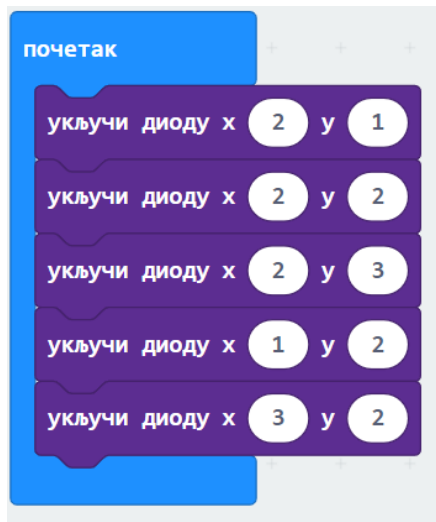 почетак
укључи диоду x 2 y 1
укључи диоду x 2 y 2
укључи диоду x 2 y 3
укључи диоду x 1 y 2
укључи диоду x 3 y 2